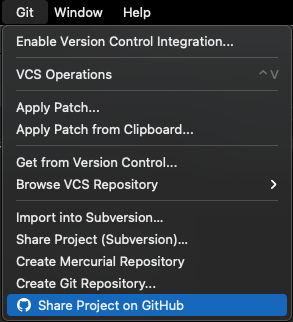 Git Window Help
Enable Version Control Integration...
VCS Operations ^V
Apply Patch...
Apply Patch from Clipboard...
Get from Version Control...
Browse VCS Repository
Import into Subversion...
Share Project (Subversion)...
Create Mercurial Repository
Create Git Repository...
Share Project on GitHub